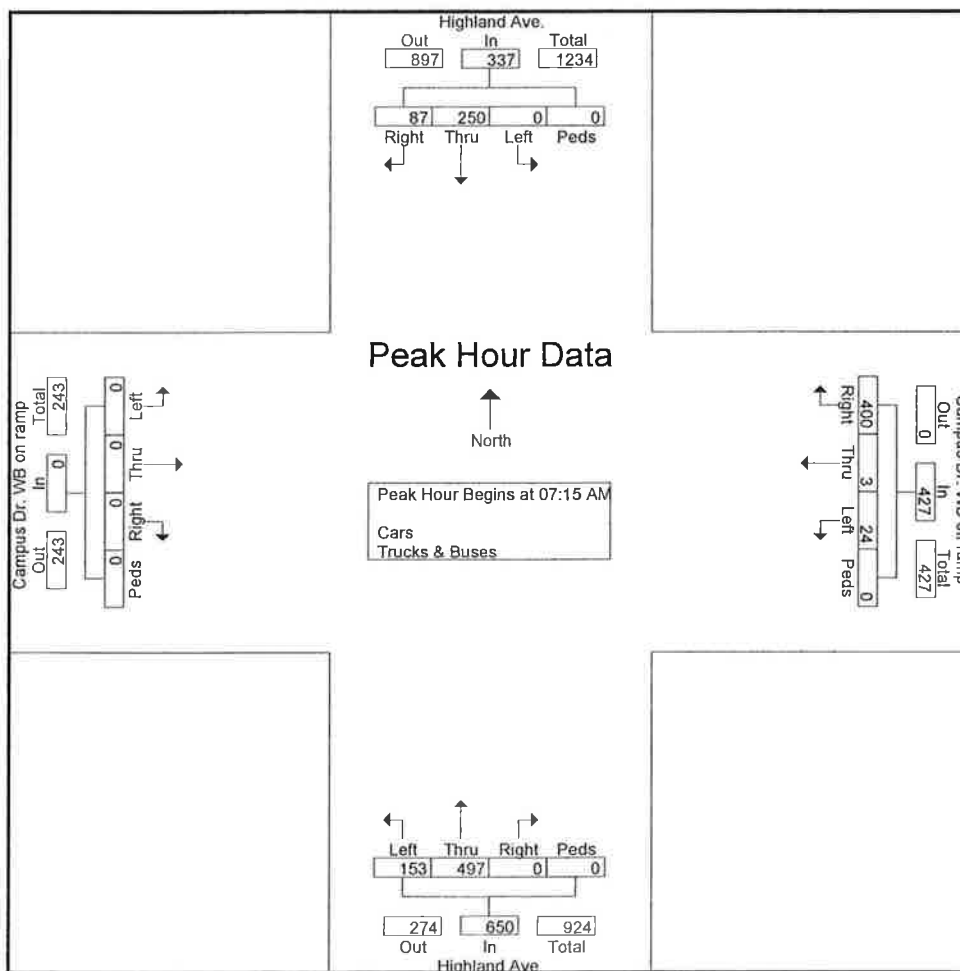 Highland Ave.
Out In Total
897 337 1234
87 250 0 0
Right Thru Left Peds
Peak Hour Data
North
Peak Hour Begins at 07:15 AM
Cars
Trucks & Buses
Campus Dr. WB on ramp
Out In Total
243 0 243
0 0 0 0
Left Thru Right Peds
Right Thru Left Peds
400 3 24 0
Out In Total
0 427 427
Left Thru Right Peds
153 497 0 0
274 650 924
Out In Total
Highland Ave